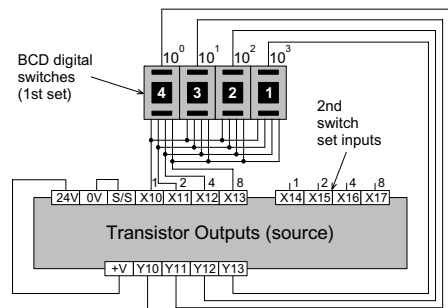 10⁰ 10¹ 10² 10³
BCD digital
switches
(1st set)
4 3 2 1
2nd
switch
set inputs
1 2 4 8 1 2 4 8
24V 0V S/S X10 X11 X12 X13 X14 X15 X16 X17
Transistor Outputs (source)
+V Y10 Y11 Y12 Y13